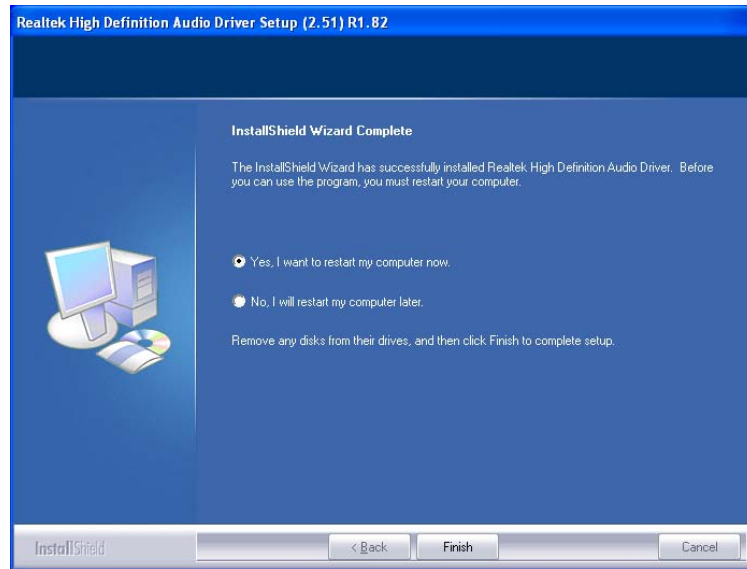 Realtek High Definition Audio Driver Setup (2.51) R1.82
InstallShield Wizard Complete
The InstallShield Wizard has successfully installed Realtek High Definition Audio Driver. Before
you can use the program, you must restart your computer.
Yes, I want to restart my computer now.
No, I will restart my computer later.
Remove any disks from their drives, and then click Finish to complete setup.
InstallShield
< Back
Finish
Cancel